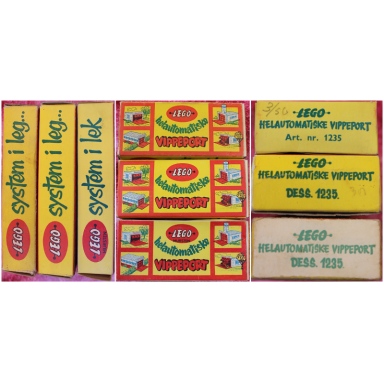 LEGO system i leg...
LEGO system i leg...
LEGO system i lek
LEGO
helautomatiske
VIPPEPORT
LEGO
helautomatiske
VIPPEPORT
LEGO
helautomatiske
VIPPEPORT
-LEGO-
HELAUTOMATISKE VIPPEPORT
Art. nr. 1235
-LEGO-
HELAUTOMATISKE VIPPEPORT
DESS. 1235.
-LEGO-
HELAUTOMATISKE VIPPEPORT
DESS. 1235.